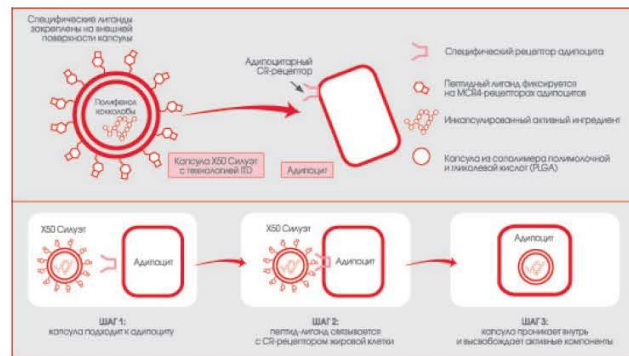 Специфические лиганды
закреплены на внешней
поверхности капсулы
Полифенол
хокколабы
Капсула X50 Силуэт
с технологией ITD
Адипоцитарный
CR-рецептор
Адипоцит
Специфический рецептор адипоцита
Пептидный лиганд фиксируется
на MCR4-рецепторах адипоцитов
Инкапсулированный активный ингредиент
Капсула из сополимера полимолочной
и гликолевой кислот (PLGA)
X50 Силуэт
Адипоцит
ШАГ 1:
капсула подходит к адипоциту
X50 Силуэт
Адипоцит
ШАГ 2:
пептид-лиганд связывается
с CR-рецептором жировой клетки
Адипоцит
ШАГ 3:
капсула проникает внутрь
и высвобождает активные компоненты